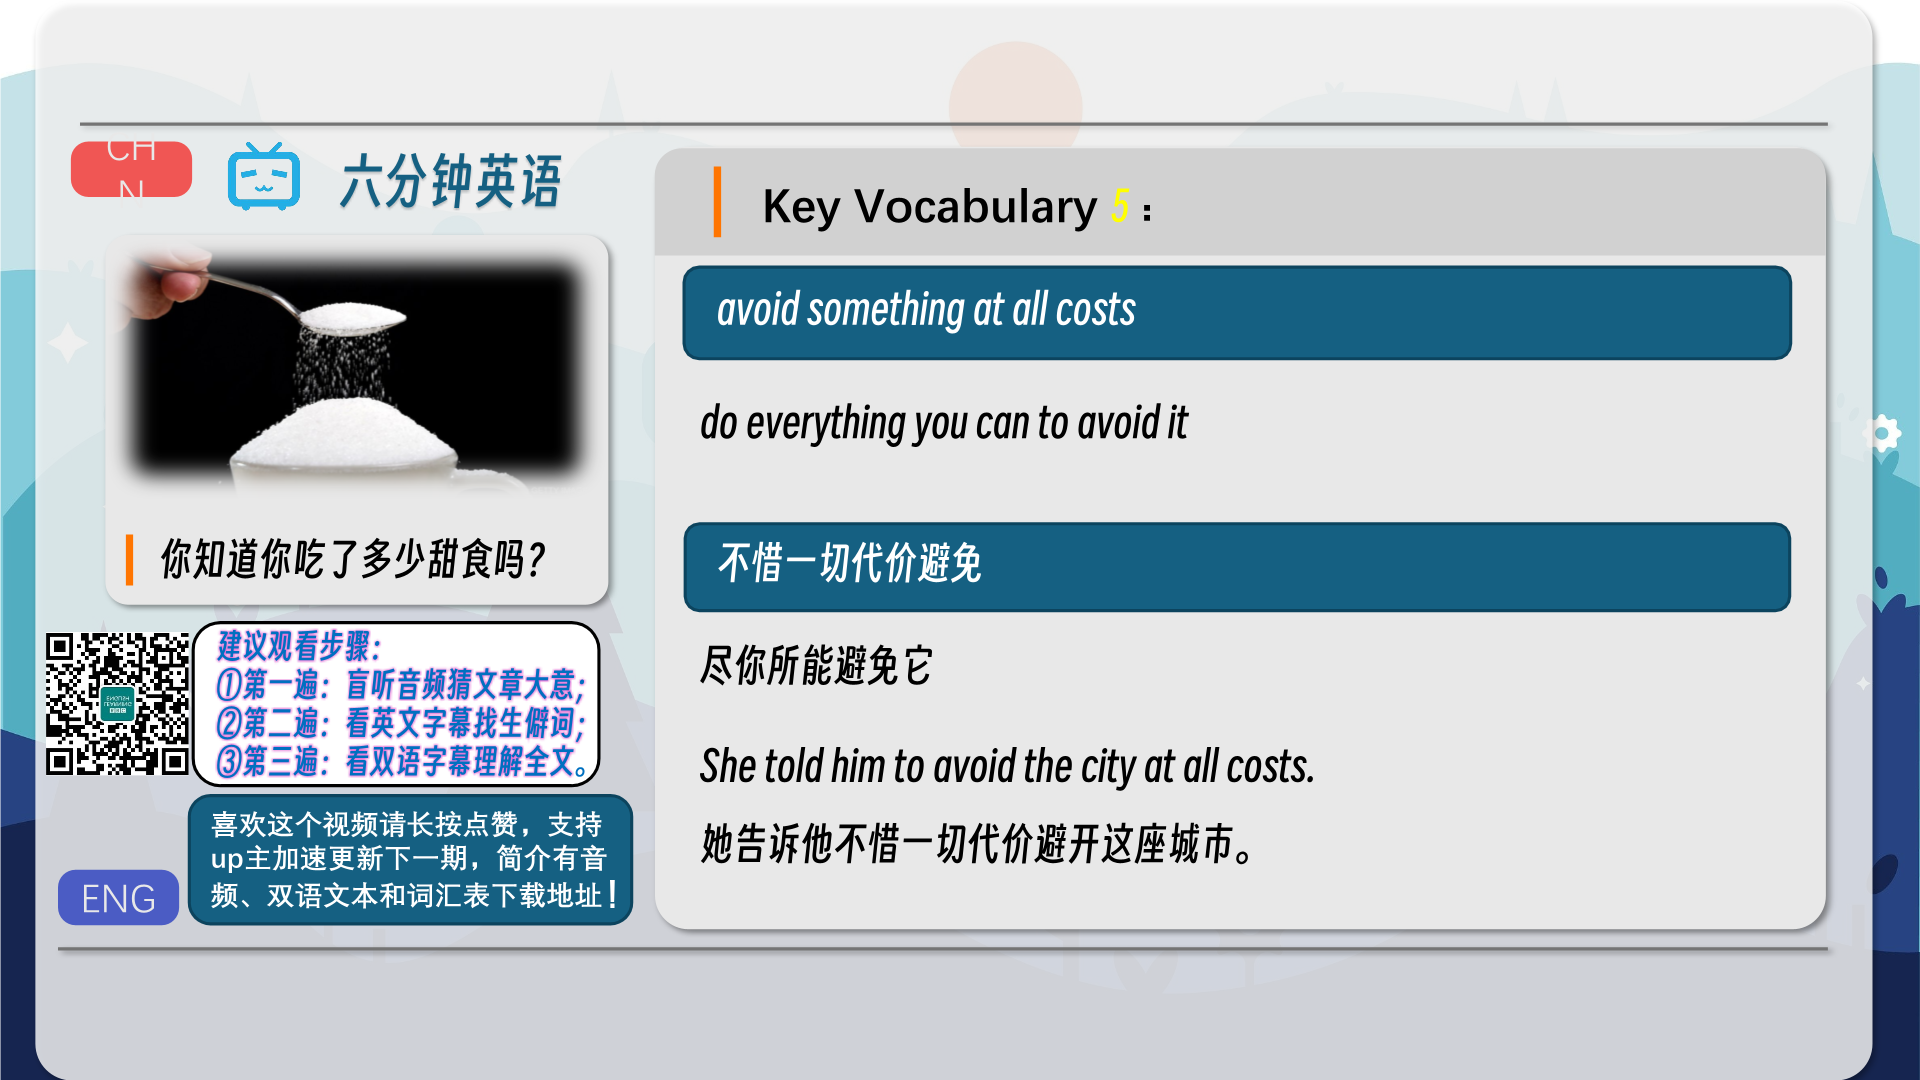 CH
N
六分钟英语
你知道你吃了多少甜食吗?
建议观看步骤:
①第一遍: 盲听音频猜文章大意;
②第二遍: 看英文字幕找生僻词;
③第三遍: 看双语字幕理解全文。
喜欢这个视频请长按点赞, 支持
up主加速更新下一期, 简介有音
频、双语文本和词汇表下载地址!
ENG
Key Vocabulary 5 :
avoid something at all costs
do everything you can to avoid it
不惜一切代价避免
尽你所能避免它
She told him to avoid the city at all costs.
她告诉他不惜一切代价避开这座城市。